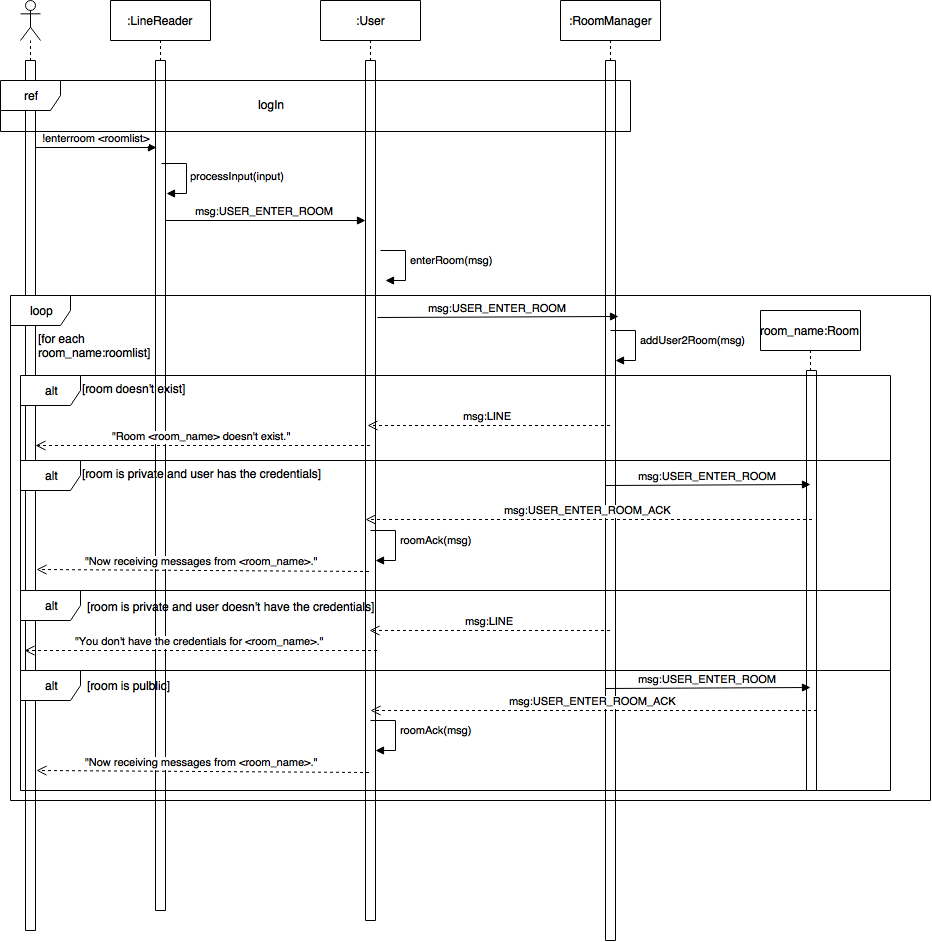 :LineReader
:User
:RoomManager
ref
logIn
!enterroom <roomlist>
processInput(input)
msg:USER_ENTER_ROOM
enterRoom(msg)
loop
msg:USER_ENTER_ROOM
[for each
room_name:roomlist]
addUser2Room(msg)
room_name:Room
alt
[room doesn't exist]
msg:LINE
"Room <room_name> doesn't exist."
alt
[room is private and user has the credentials]
msg:USER_ENTER_ROOM
msg:USER_ENTER_ROOM_ACK
roomAck(msg)
"Now receiving messages from <room_name>."
alt
[room is private and user doesn't have the credentials]
msg:LINE
"You don't have the credentials for <room_name>."
alt
[room is pulblic]
msg:USER_ENTER_ROOM
msg:USER_ENTER_ROOM_ACK
roomAck(msg)
"Now receiving messages from <room_name>."